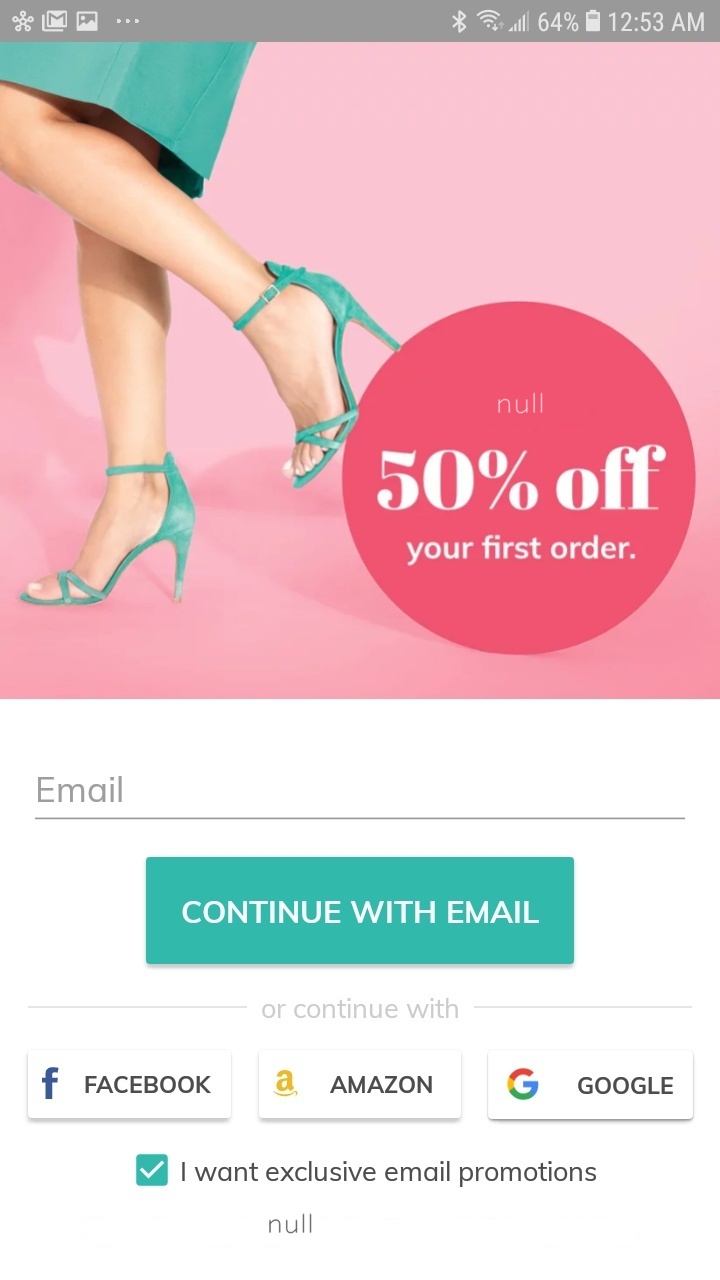 64% 12:53 AM
null
50% off
your first order.
Email
CONTINUE WITH EMAIL
or continue with
f FACEBOOK a AMAZON G GOOGLE
I want exclusive email promotions
null